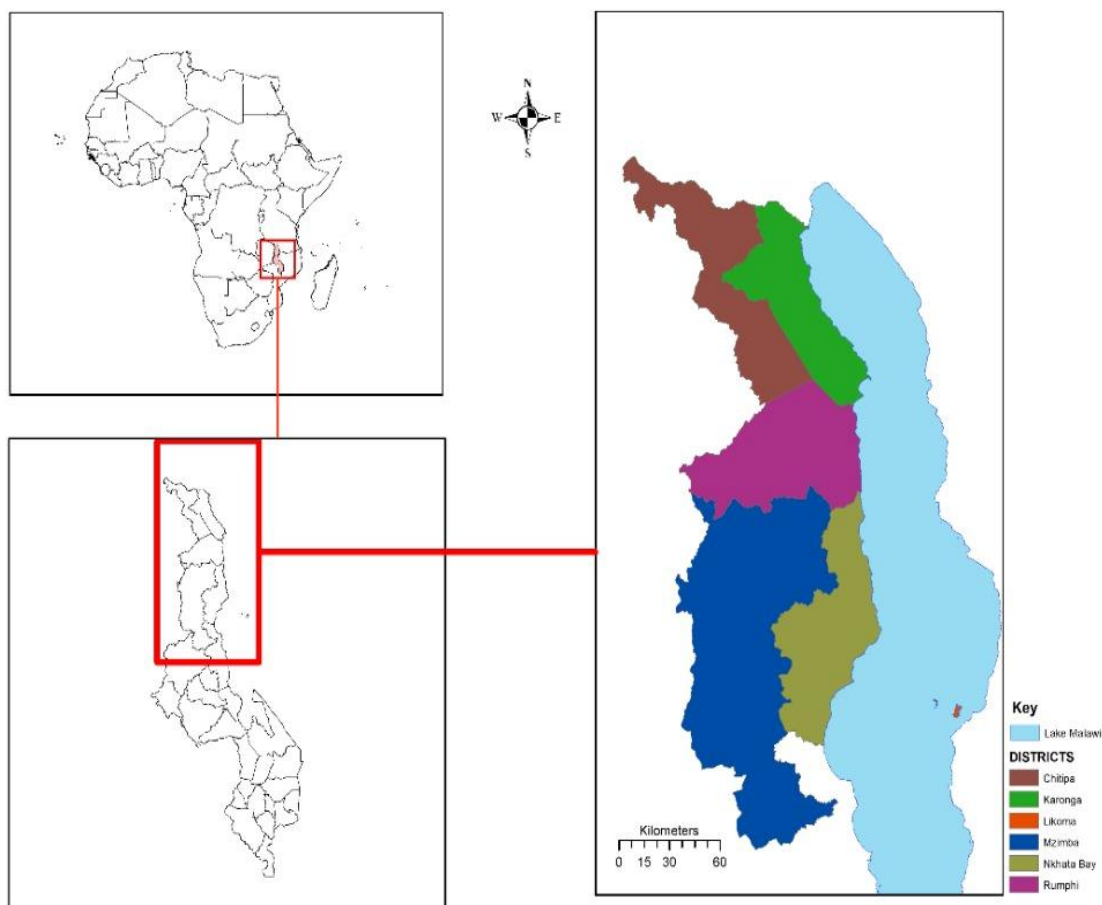 N
W E
S
Key
Lake Malawi
DISTRICTS
Chitipa
Karonga
Likoma
Mzimba
Nkhata Bay
Rumphi
Kilometers
0 15 30 60